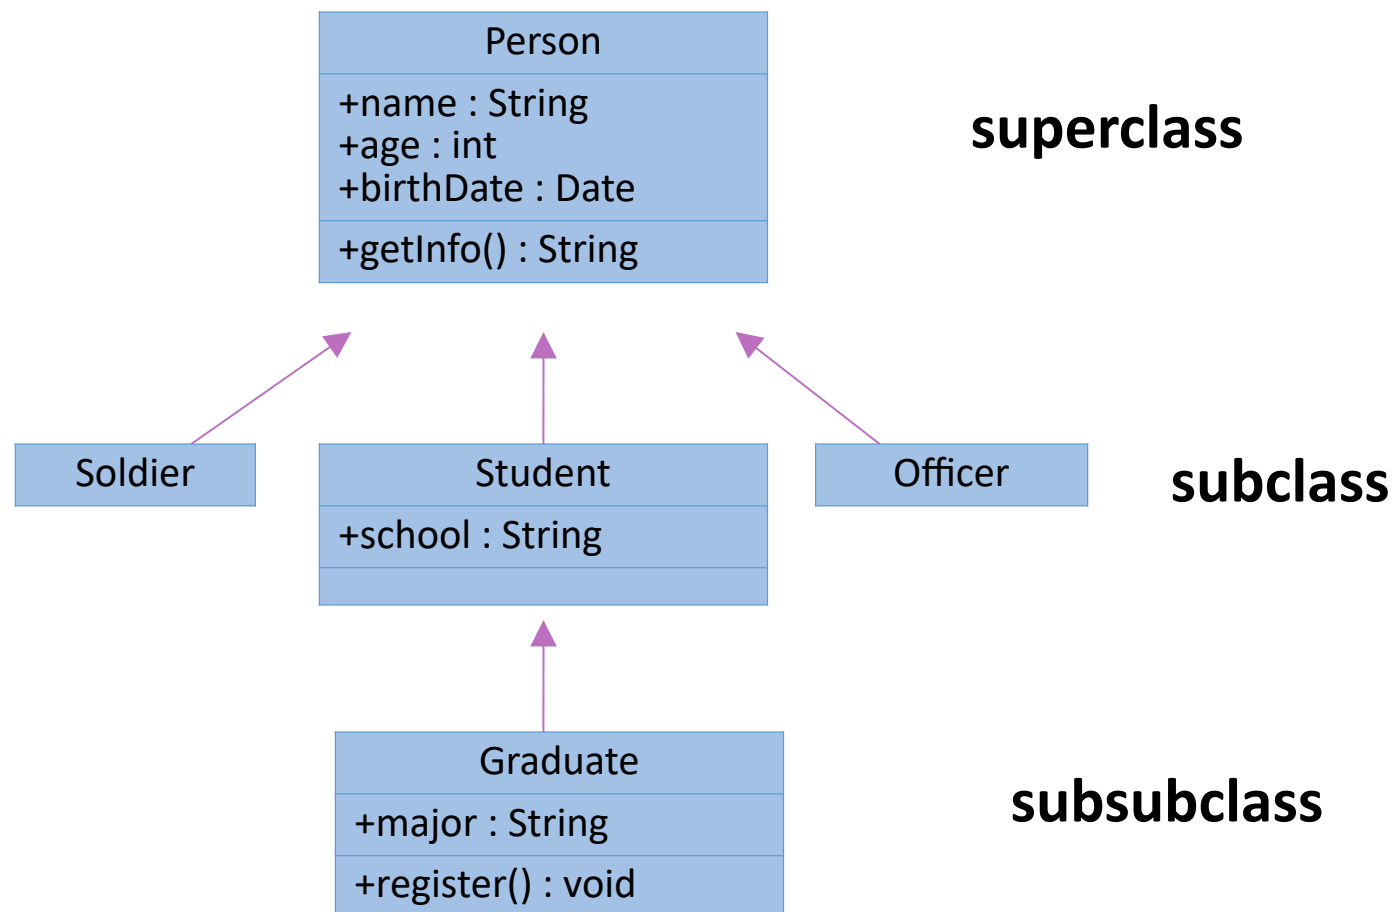 Person
+name : String
+age : int
+birthDate : Date
+getInfo() : String
superclass
Soldier
Student
+school : String
Officer
subclass
Graduate
+major : String
+register() : void
subsubclass